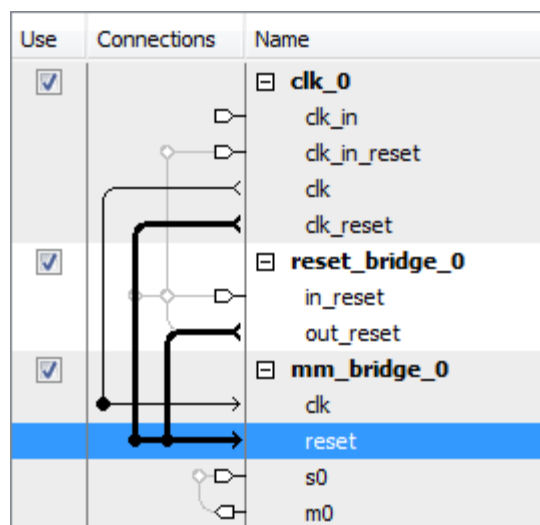 Use Connections Name
clk_0
clk_in
clk_in_reset
clk
clk_reset
reset_bridge_0
in_reset
out_reset
mm_bridge_0
clk
reset
s0
m0